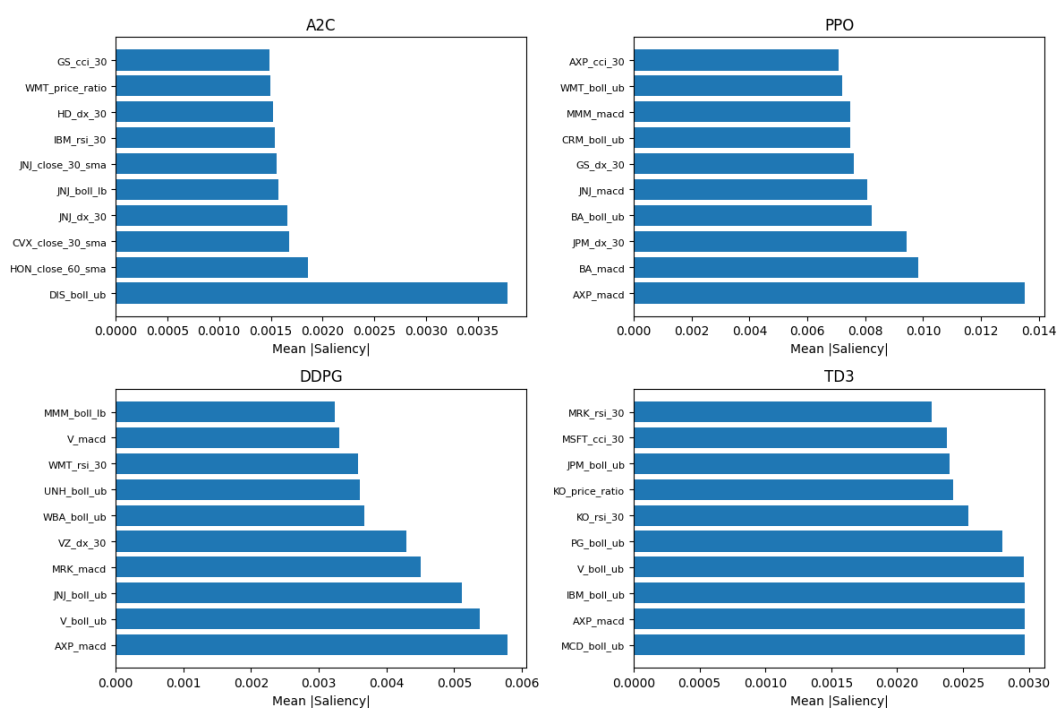 A2C
GS_cci_30
WMT_price_ratio
HD_dx_30
IBM_rsi_30
JNJ_close_30_sma
JNJ_boll_lb
JNJ_dx_30
CVX_close_30_sma
HON_close_60_sma
DIS_boll_ub
0.0000 0.0005 0.0010 0.0015 0.0020 0.0025 0.0030 0.0035
Mean |Saliency|
PPO
AXP_cci_30
WMT_boll_ub
MMM_macd
CRM_boll_ub
GS_dx_30
JNJ_macd
BA_boll_ub
JPM_dx_30
BA_macd
AXP_macd
0.000 0.002 0.004 0.006 0.008 0.010 0.012 0.014
Mean |Saliency|
DDPG
MMM_boll_lb
V_macd
WMT_rsi_30
UNH_boll_ub
WBA_boll_ub
VZ_dx_30
MRK_macd
JNJ_boll_ub
V_boll_ub
AXP_macd
0.000 0.001 0.002 0.003 0.004 0.005 0.006
Mean |Saliency|
TD3
MRK_rsi_30
MSFT_cci_30
JPM_boll_ub
KO_price_ratio
KO_rsi_30
PG_boll_ub
V_boll_ub
IBM_boll_ub
AXP_macd
MCD_boll_ub
0.0000 0.0005 0.0010 0.0015 0.0020 0.0025 0.0030
Mean |Saliency|